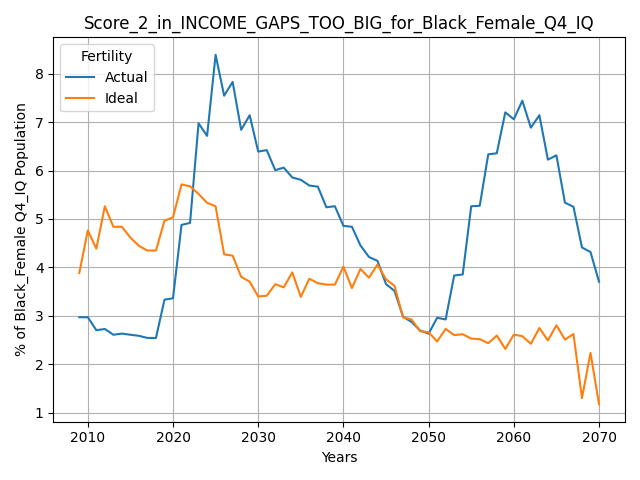 Score_2_in_INCOME_GAPS_TOO_BIG_for_Black_Female_Q4_IQ
Fertility
Actual
Ideal
% of Black_Female Q4_IQ Population
8
7
6
5
4
3
2
1
2010 2020 2030 2040 2050 2060 2070
Years